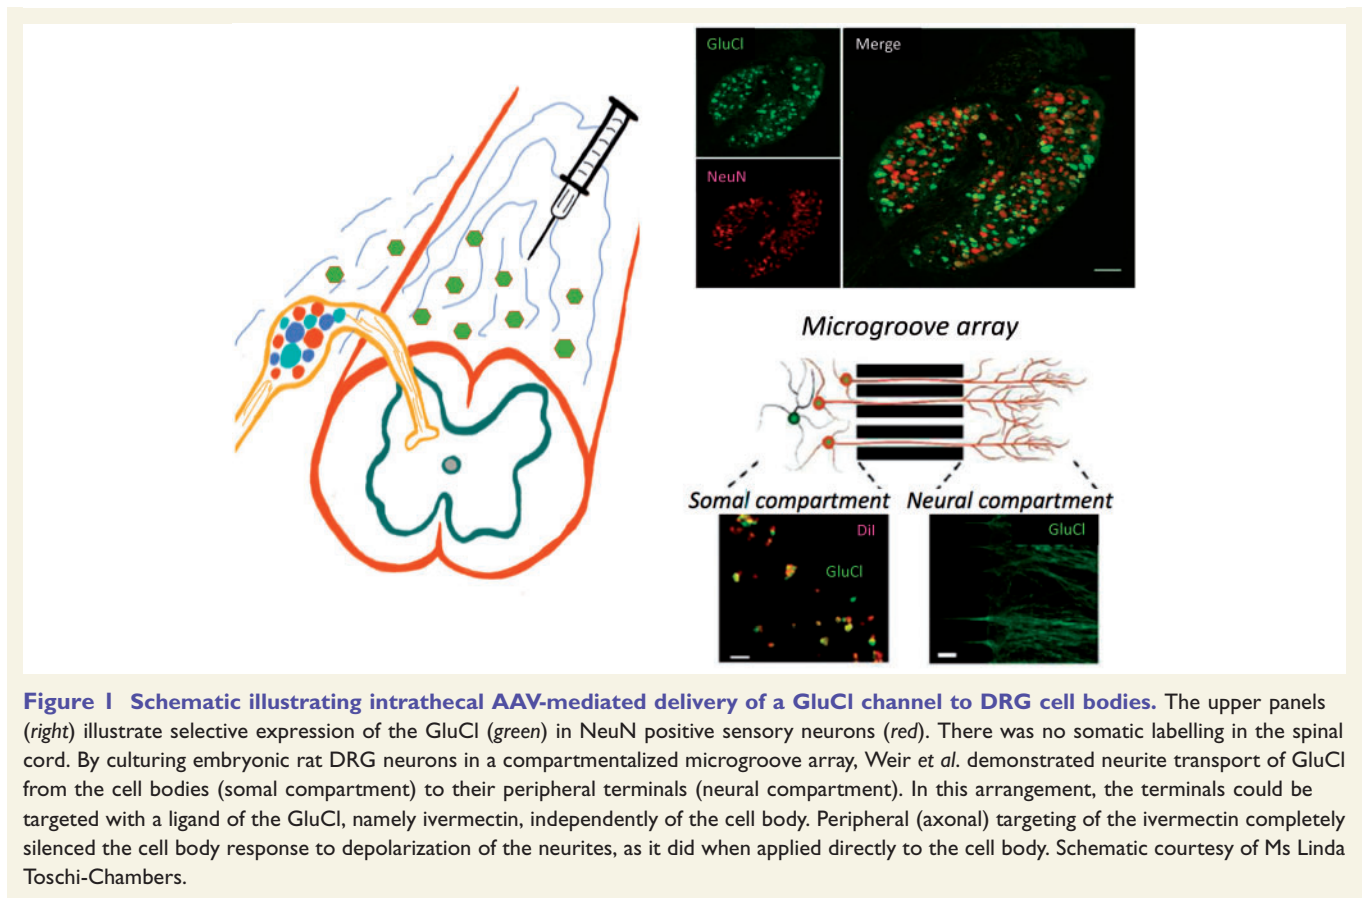 GluCl
Merge
NeuN
Microgroove array
Somal compartment
Neural compartment
DiI
GluCl
GluCl
Figure 1 Schematic illustrating intrathecal AAV-mediated delivery of a GluCl channel to DRG cell bodies. The upper panels
(right) illustrate selective expression of the GluCl (green) in NeuN positive sensory neurons (red). There was no somatic labelling in the spinal
cord. By culturing embryonic rat DRG neurons in a compartmentalized microgroove array, Weir et al. demonstrated neurite transport of GluCl
from the cell bodies (somal compartment) to their peripheral terminals (neural compartment). In this arrangement, the terminals could be
targeted with a ligand of the GluCl, namely ivermectin, independently of the cell body. Peripheral (axonal) targeting of the ivermectin completely
silenced the cell body response to depolarization of the neurites, as it did when applied directly to the cell body. Schematic courtesy of Ms Linda
Toschi-Chambers.